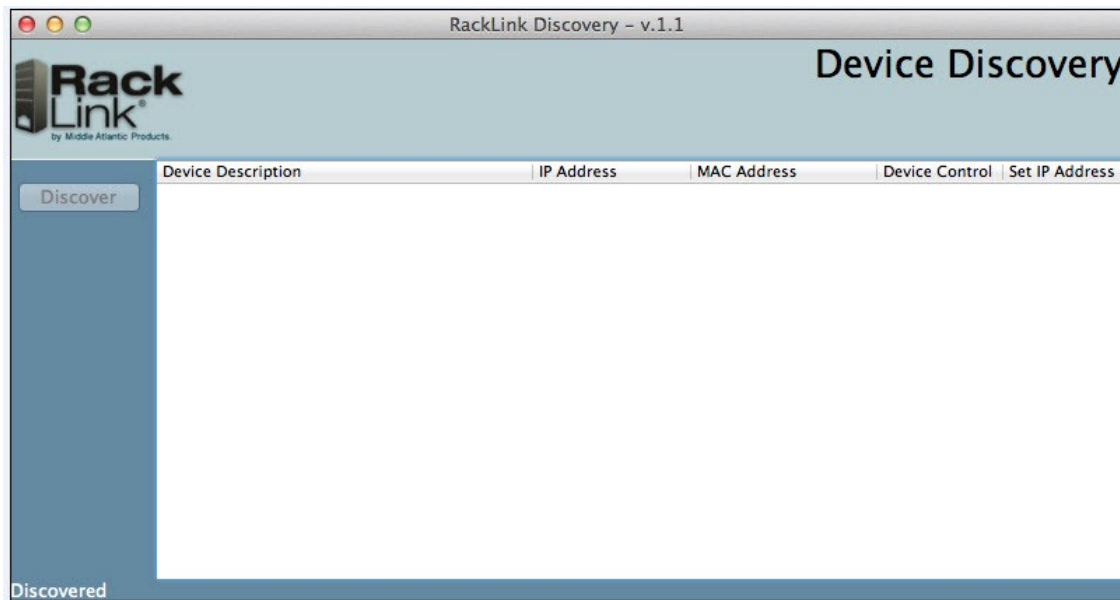 RackLink Discovery – v.1.1
Rack
Link®
by Middle Atlantic Products.
Device Discovery
Device Description IP Address MAC Address Device Control Set IP Address
Discover
Discovered